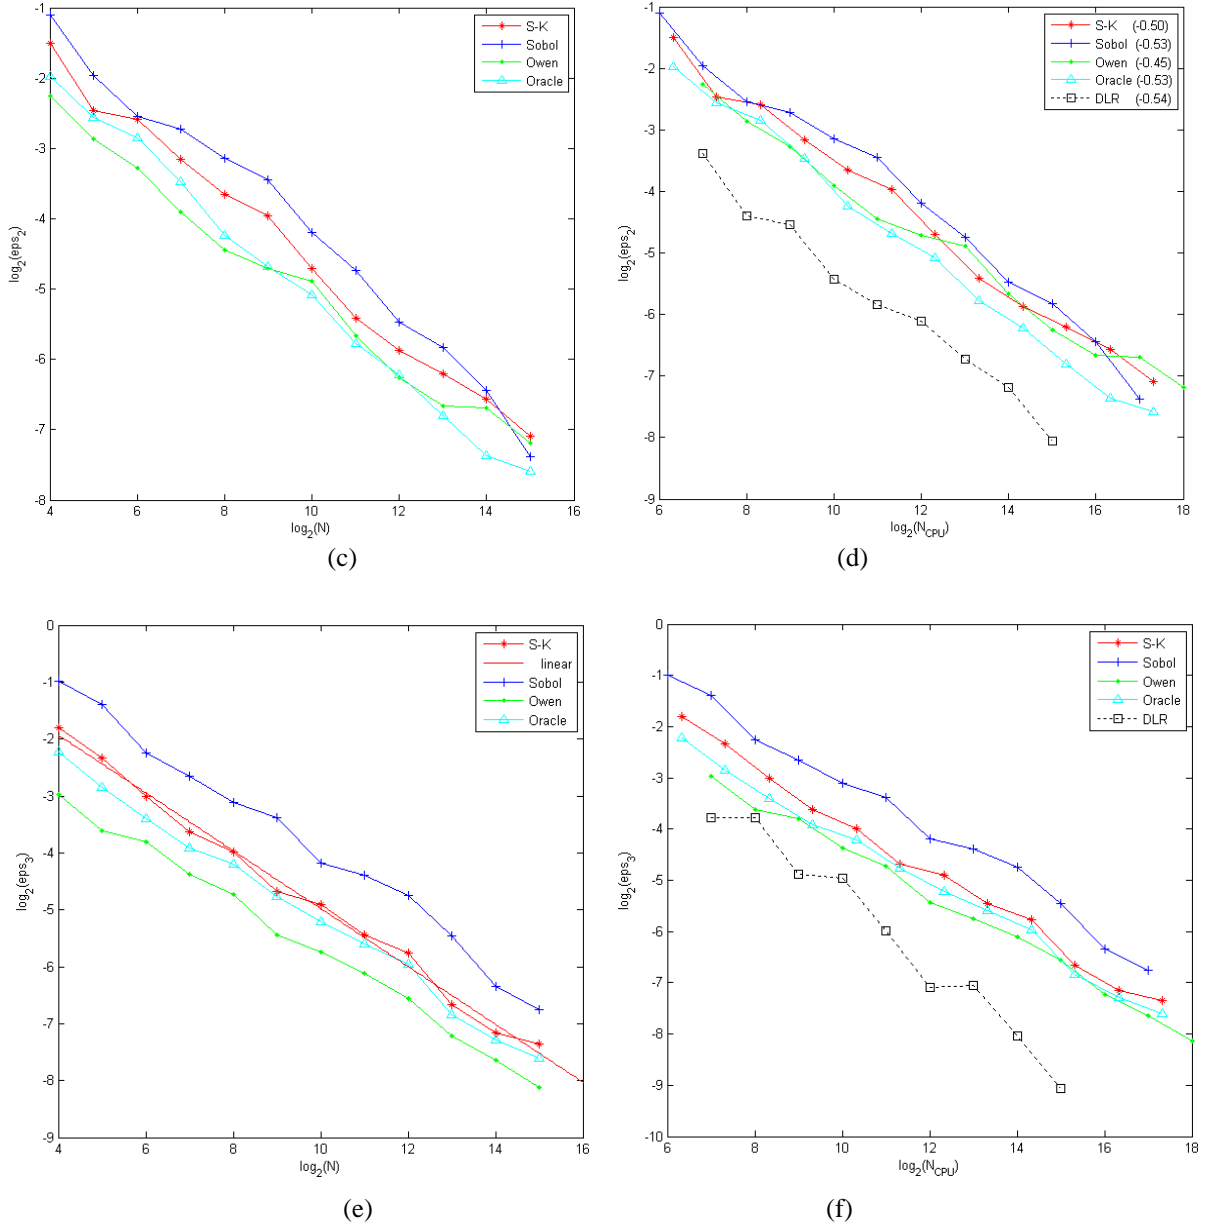 -1
-2
-3
-4
-5
-6
-7
-8
4 6 8 10 12 14 16
log2(N)
log2(eps2)
S-K
Sobol
Owen
Oracle
(c)
-1
-2
-3
-4
-5
-6
-7
-8
-9
6 8 10 12 14 16 18
log2(NCPU)
log2(eps2)
S-K (-0.50)
Sobol (-0.53)
Owen (-0.45)
Oracle (-0.53)
DLR (-0.54)
(d)
0
-1
-2
-3
-4
-5
-6
-7
-8
-9
4 6 8 10 12 14 16
log2(N)
log2(eps3)
S-K
linear
Sobol
Owen
Oracle
(e)
0
-1
-2
-3
-4
-5
-6
-7
-8
-9
-10
6 8 10 12 14 16 18
log2(NCPU)
log2(eps3)
S-K
Sobol
Owen
Oracle
DLR
(f)